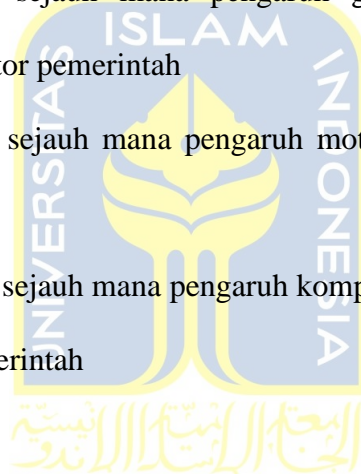 sejauh mana pengaruh g
ISLAM
tor pemerintah
sejauh mana pengaruh mot
UNIVERSITAS
INDONESIA
sejauh mana pengaruh komp
erintah